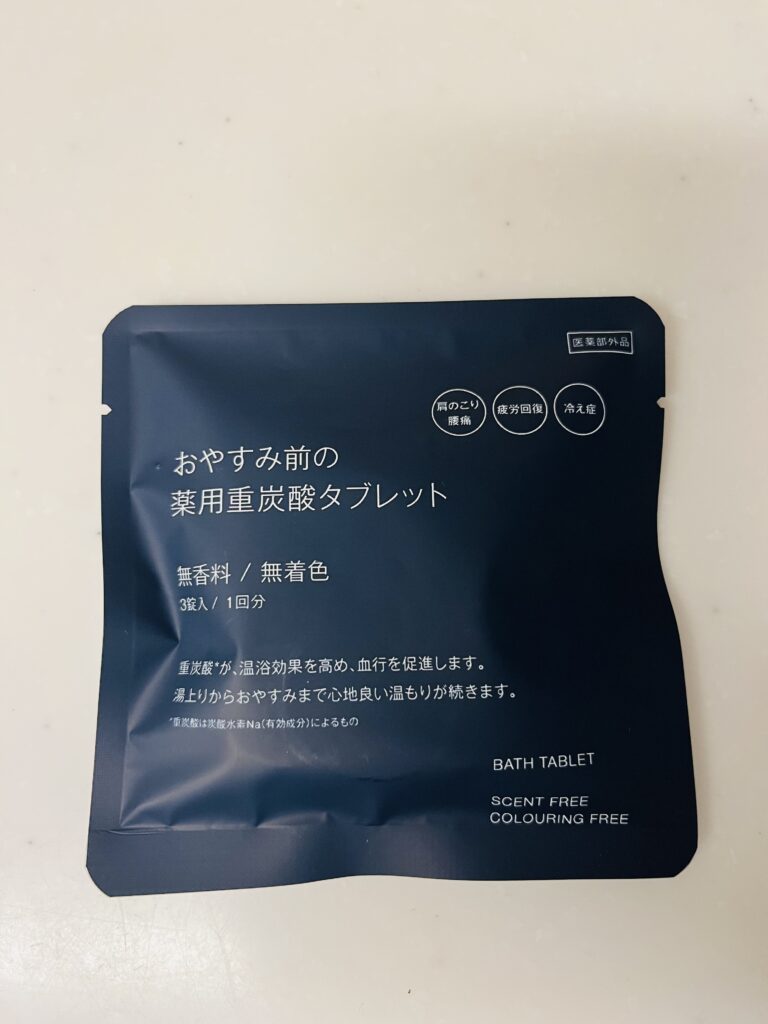 医薬部外品
肩のこり
腰痛
疲労回復
冷え症
おやすみ前の
薬用重炭酸タブレット
無香料 / 無着色
3錠入 / 1回分
重炭酸*が、温浴効果を高め、血行を促進します。
湯上りからおやすみまで心地良い温もりが続きます。
*重炭酸は炭酸水素Na(有効成分)によるもの
BATH TABLET
SCENT FREE
COLOURING FREE